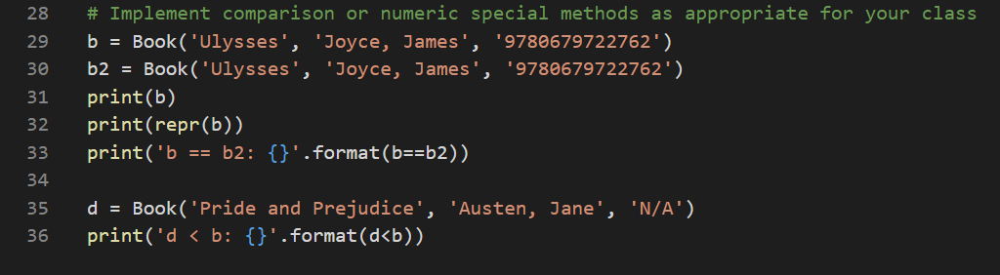 28 # Implement comparison or numeric special methods as appropriate for your class
29 b = Book('Ulysses', 'Joyce, James', '9780679722762')
30 b2 = Book('Ulysses', 'Joyce, James', '9780679722762')
31 print(b)
32 print(repr(b))
33 print('b == b2: {}'.format(b==b2))
34
35 d = Book('Pride and Prejudice', 'Austen, Jane', 'N/A')
36 print('d < b: {}'.format(d<b))